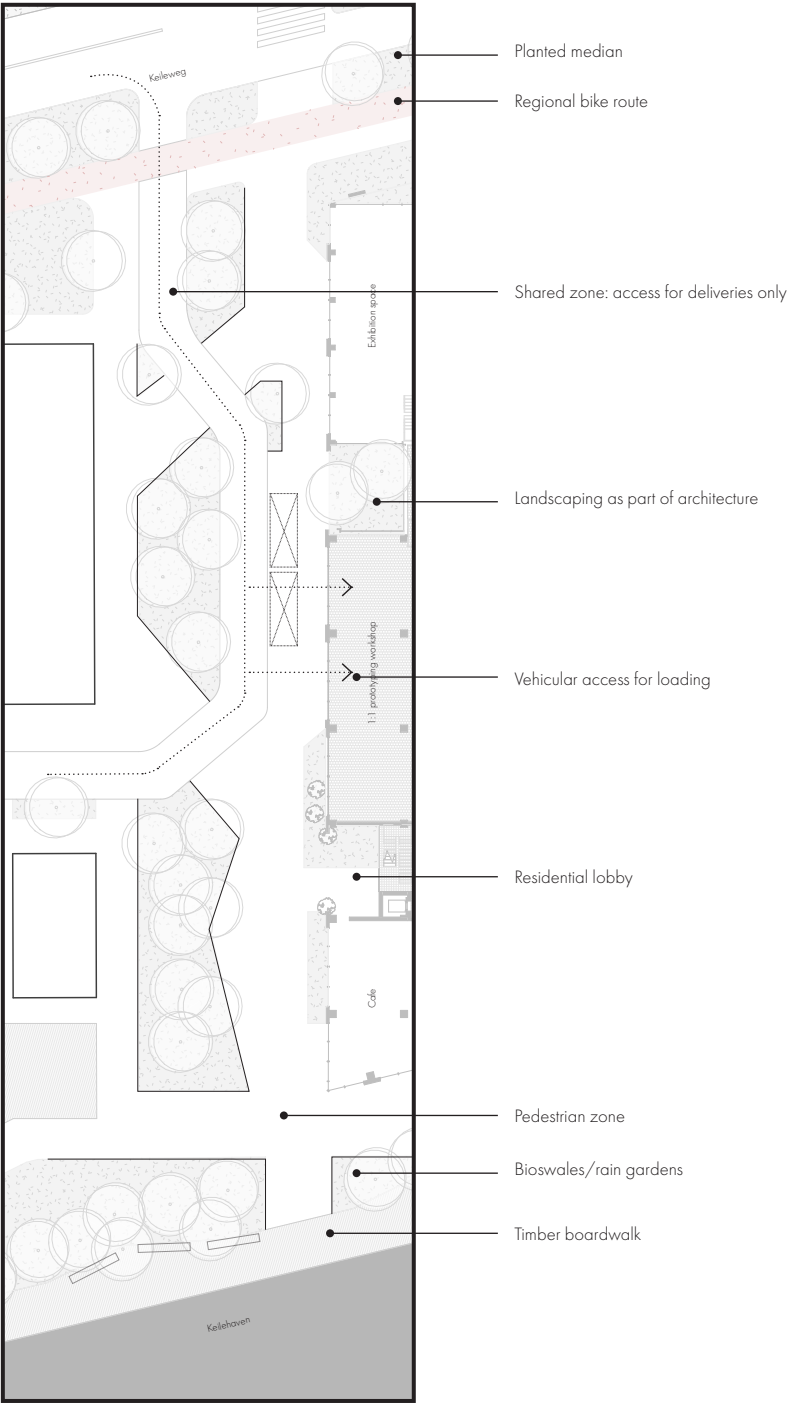 Planted median
Keileweg
Regional bike route
Shared zone: access for deliveries only
Exhibition space
Landscaping as part of architecture
1:1 prototyping workshop
Vehicular access for loading
Residential lobby
Cafe
Pedestrian zone
Bioswales/rain gardens
Timber boardwalk
Keilehaven